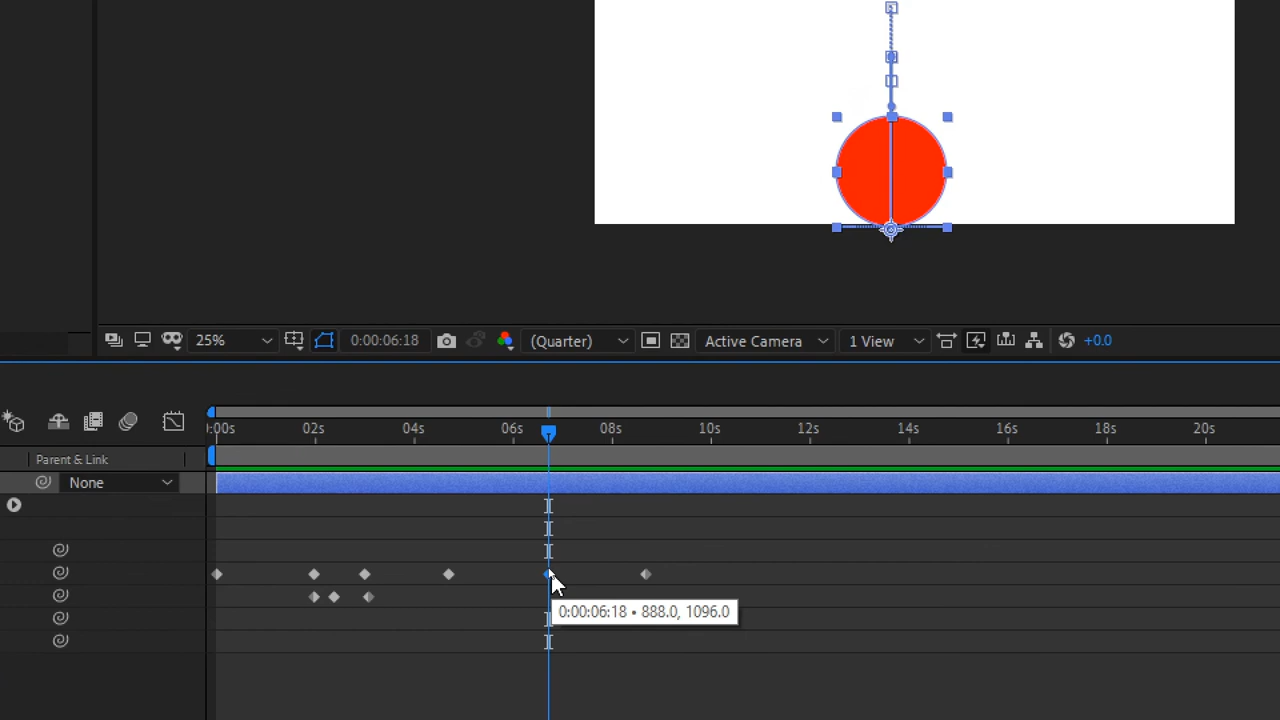 25%
0:00:06:18
(Quarter)
Active Camera
1 View
+0.0
:00s
02s
04s
06s
08s
10s
12s
14s
16s
18s
20s
Parent & Link
None
0:00:06:18 • 888.0, 1096.0